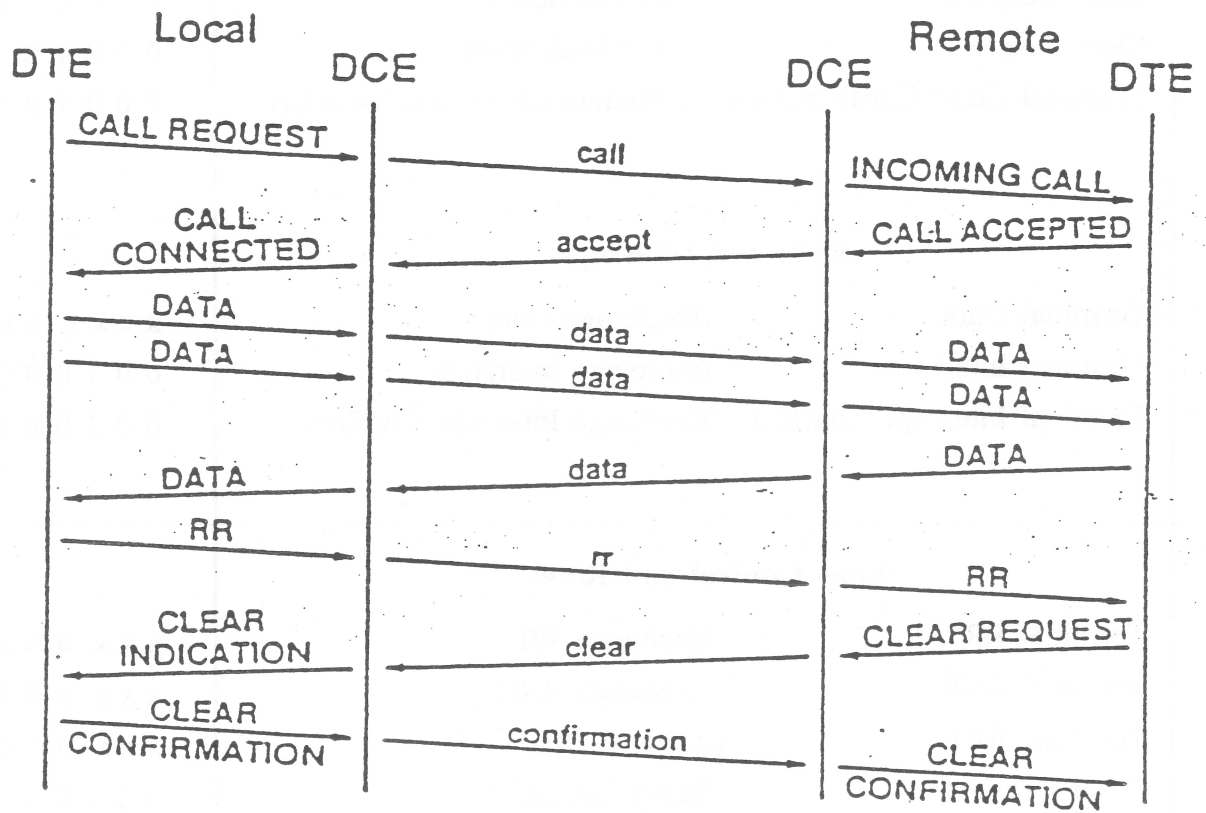 Local
Remote
DTE
DCE
DCE
DTE
CALL REQUEST
call
INCOMING CALL
CALL
CONNECTED
accept
CALL ACCEPTED
DATA
data
DATA
DATA
data
DATA
DATA
data
DATA
RR
rr
RR
CLEAR
INDICATION
clear
CLEAR REQUEST
CLEAR
CONFIRMATION
confirmation
CLEAR
CONFIRMATION